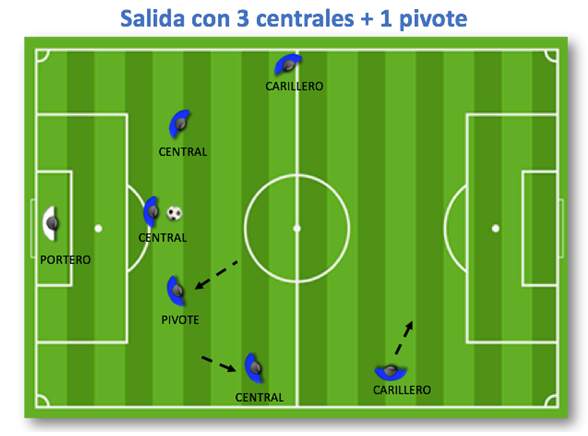 Salida con 3 centrales + 1 pivote
CARILLERO
CENTRAL
CENTRAL
PORTERO
PIVOTE
CENTRAL
CARILLERO